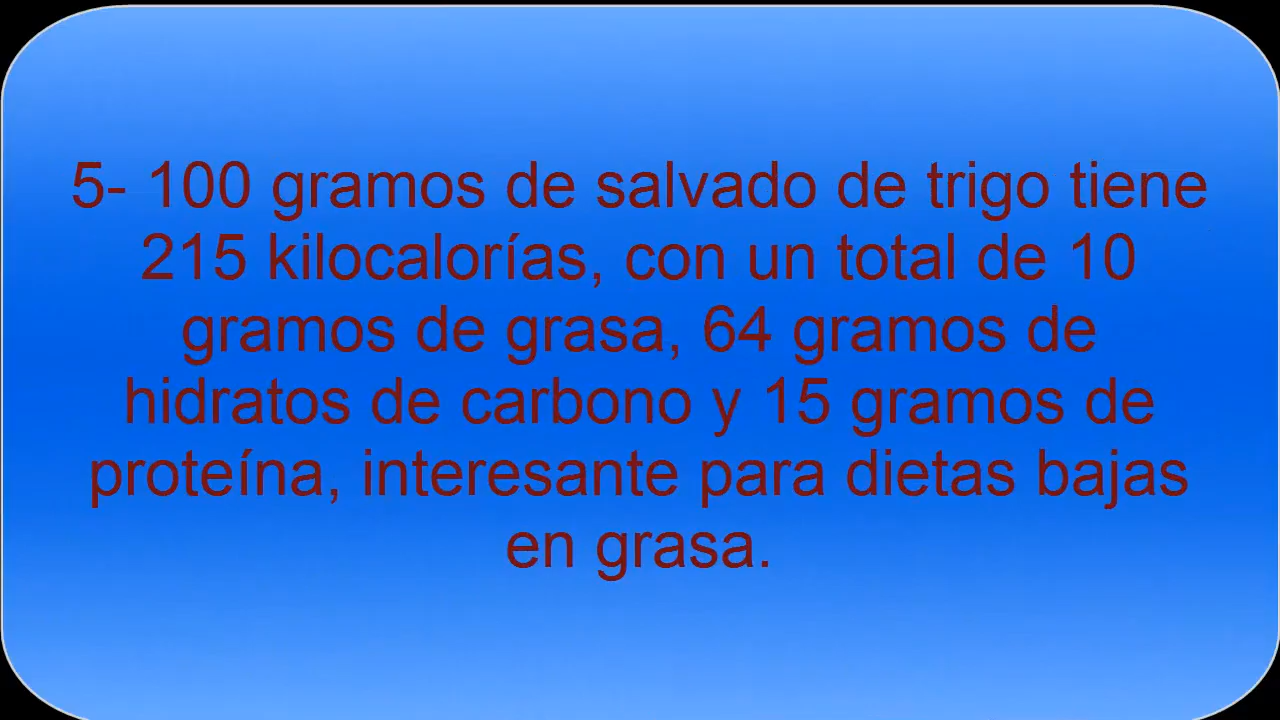 5- 100 gramos de salvado de trigo tiene
215 kilocalorías, con un total de 10
gramos de grasa, 64 gramos de
hidratos de carbono y 15 gramos de
proteína, interesante para dietas bajas
en grasa.